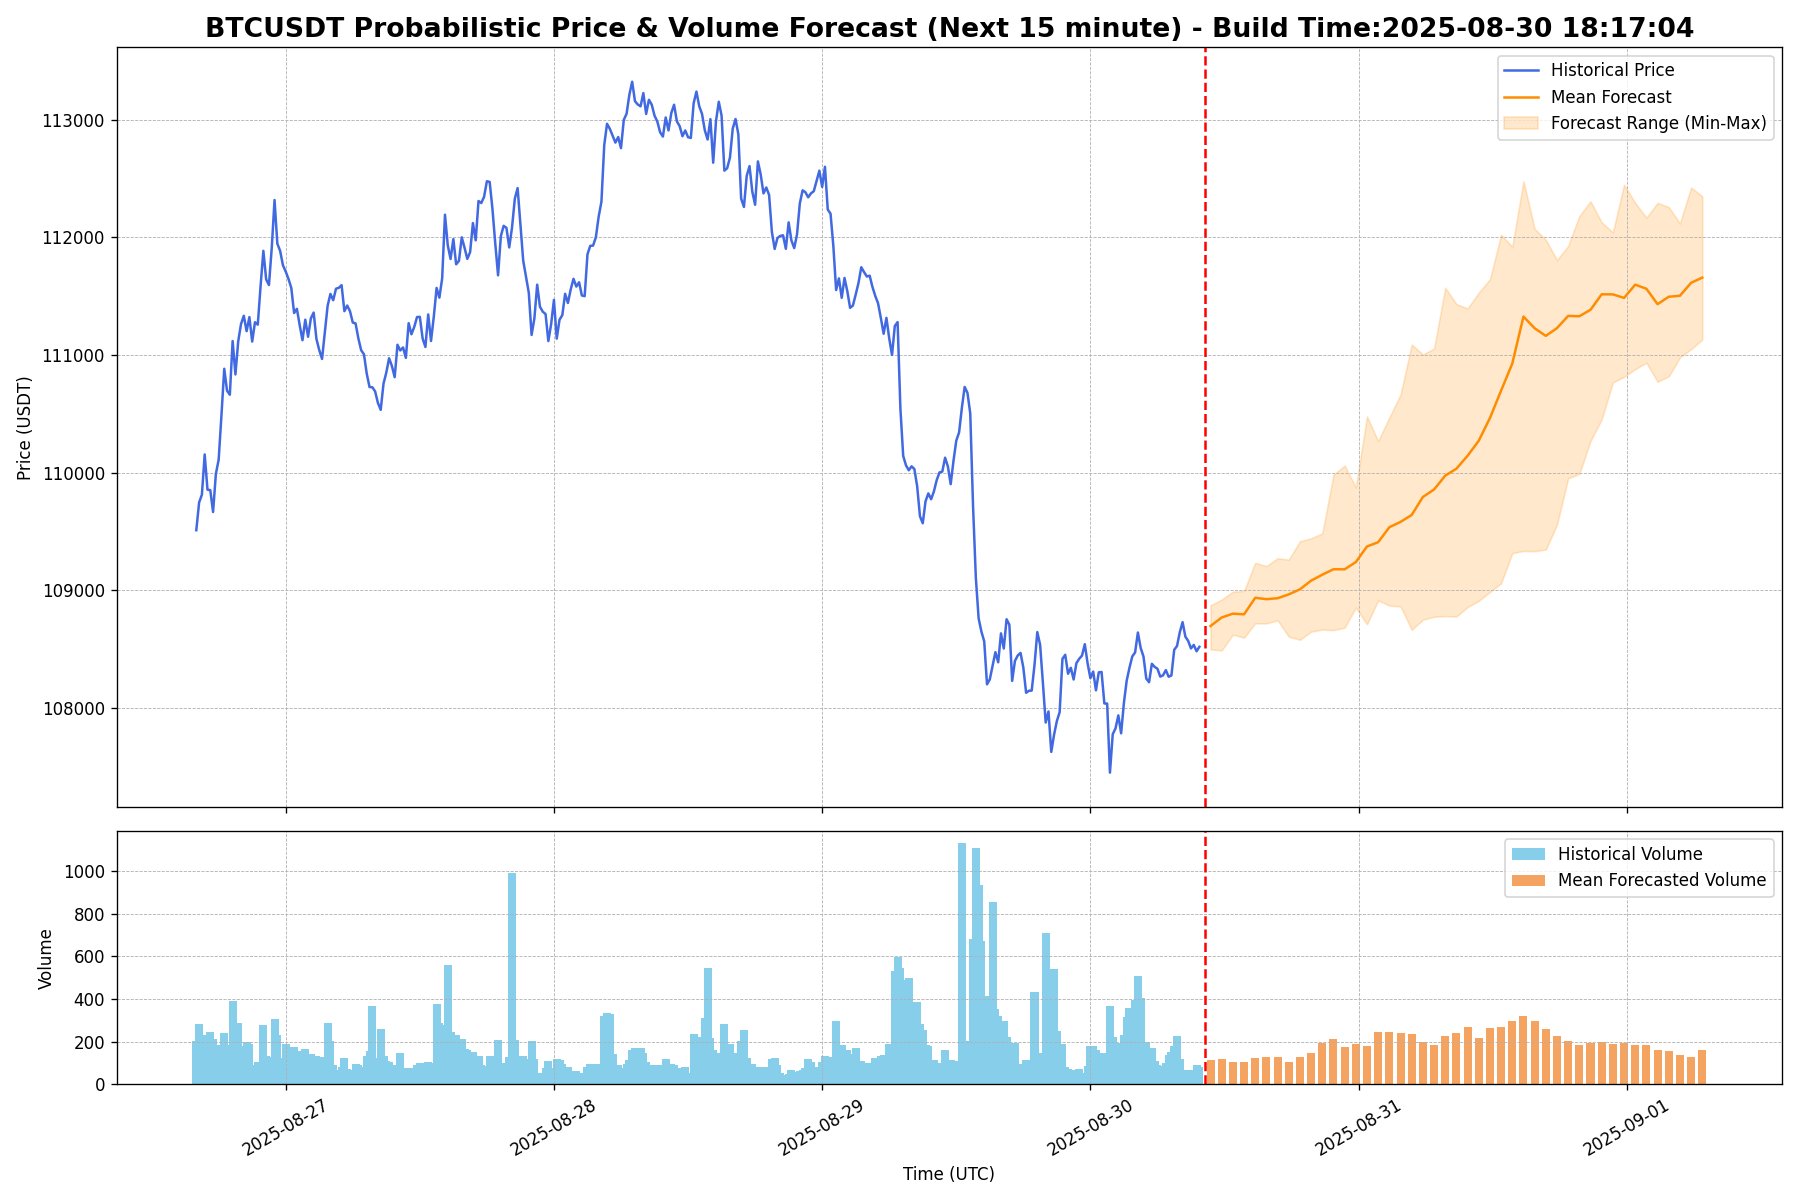 BTCUSDT Probabilistic Price & Volume Forecast (Next 15 minute) - Build Time:2025-08-30 18:17:04
Historical Price
Mean Forecast
Forecast Range (Min-Max)
113000
112000
111000
110000
109000
108000
Price (USDT)
Historical Volume
Mean Forecasted Volume
1000
800
600
400
200
0
Volume
2025-08-27
2025-08-28
2025-08-29
2025-08-30
2025-08-31
2025-09-01
Time (UTC)